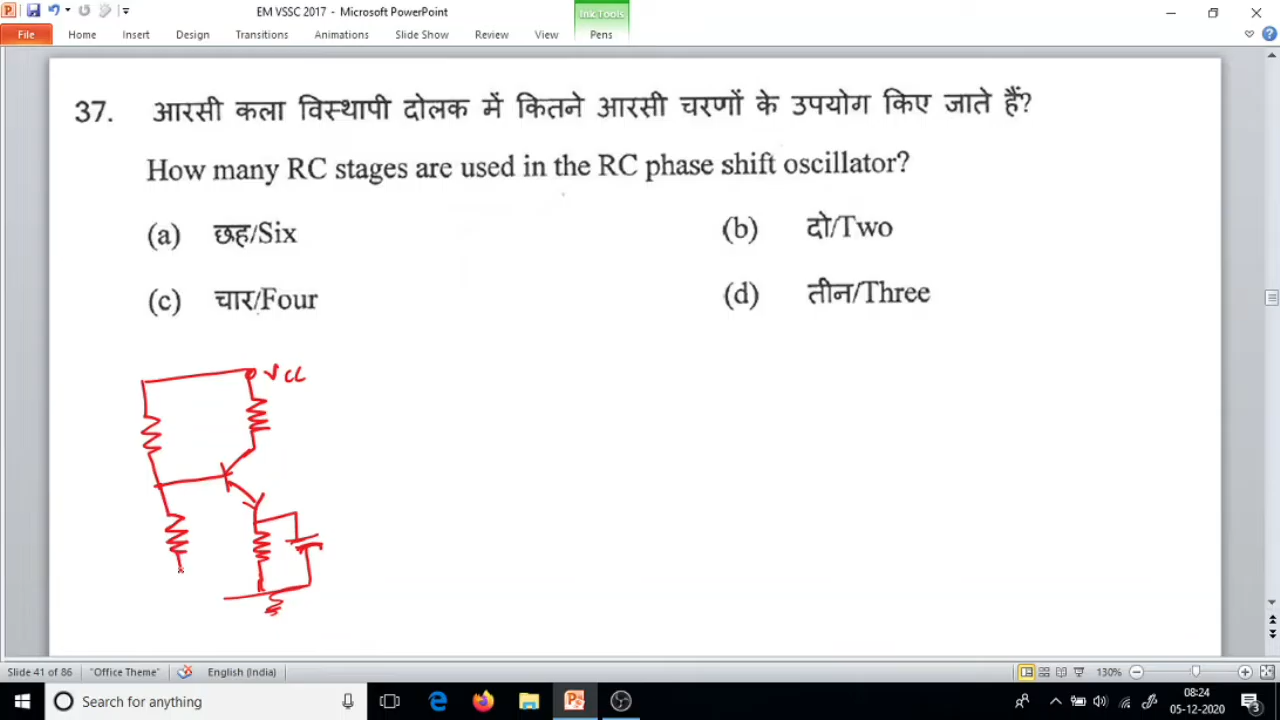 EM VSSC 2017 - Microsoft PowerPoint
Ink Tools
File Home Insert Design Transitions Animations Slide Show Review View Pens
37. आरसी कला विस्थापी दोलक में कितने आरसी चरणों के उपयोग किए जाते हैं?
How many RC stages are used in the RC phase shift oscillator?
(a) छह/Six (b) दो/Two
(c) चार/Four (d) तीन/Three
Vcc
Slide 41 of 86 "Office Theme" English (India) 130%
Search for anything
08:24
05-12-2020
3